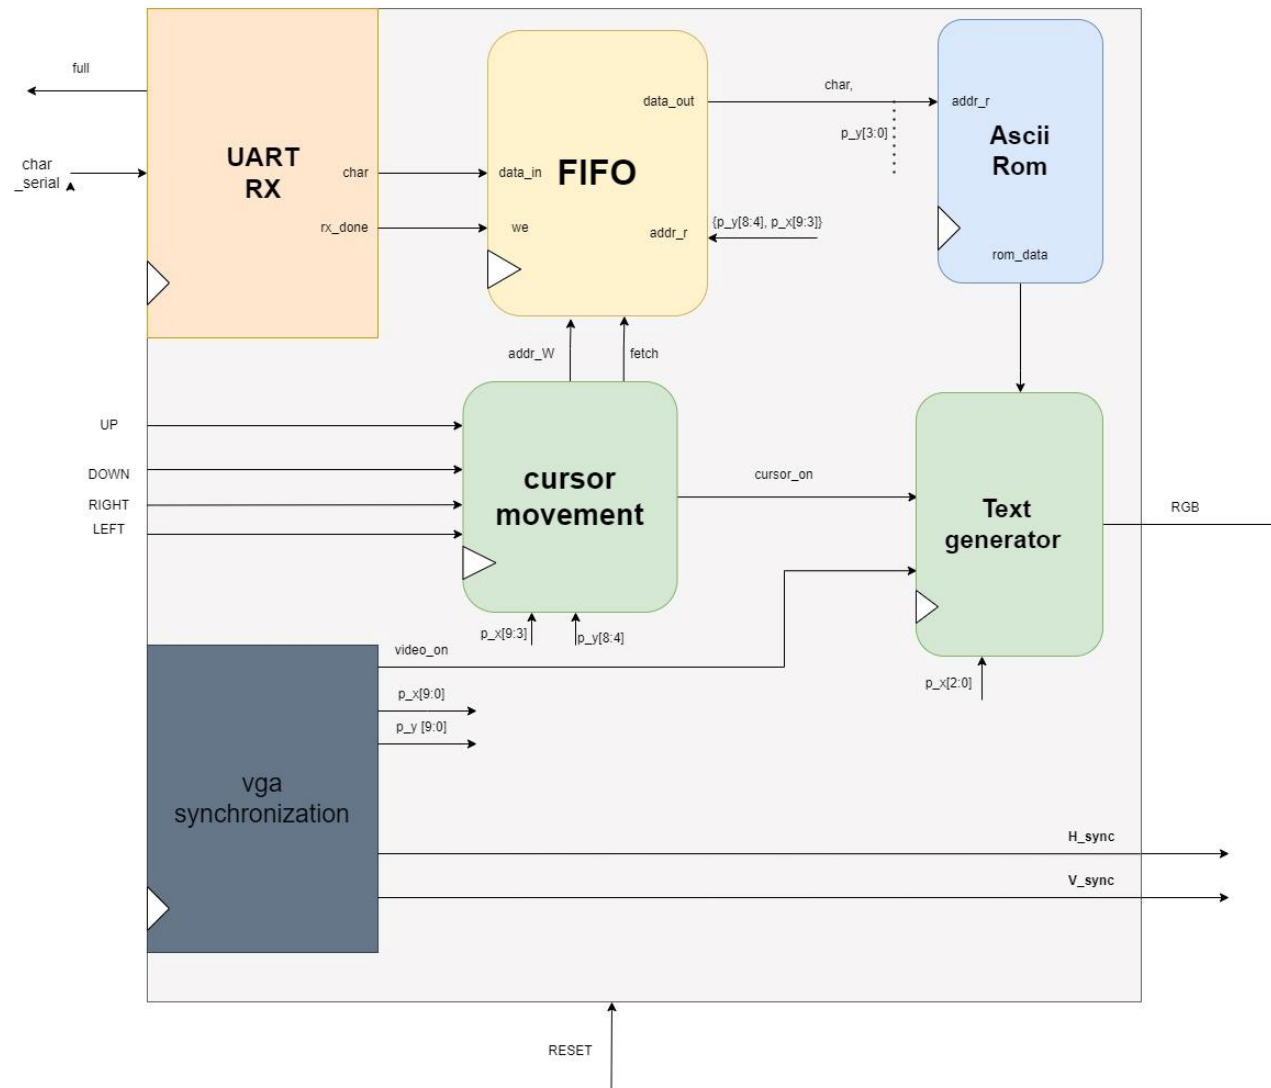 full
char
_serial
UART
RX
char
rx_done
FIFO
data_in
we
data_out
addr_r
char,
p_y[3:0]
{p_y[8:4], p_x[9:3]}
addr_r
Ascii
Rom
rom_data
addr_W
fetch
UP
DOWN
RIGHT
LEFT
cursor
movement
cursor_on
p_x[9:3]
p_y[8:4]
Text
generator
RGB
p_x[2:0]
video_on
p_x[9:0]
p_y [9:0]
vga
synchronization
H_sync
V_sync
RESET